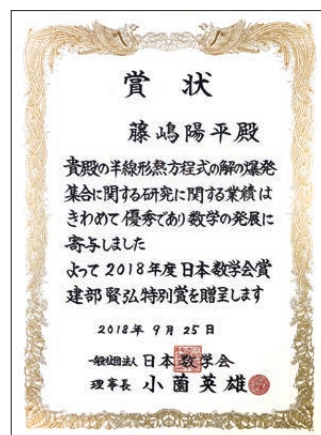 賞状
藤嶋陽平殿
貴殿の半線形熱方程式の解の爆発
集合に関する研究に関する業績は
きわめて優秀であり数学の発展に
寄与しました
よって2018年度日本数学会賞
建部賢弘特別賞を贈呈します
2018年9月25日
一般社団法人 日本数学会
理事長 小薗英雄